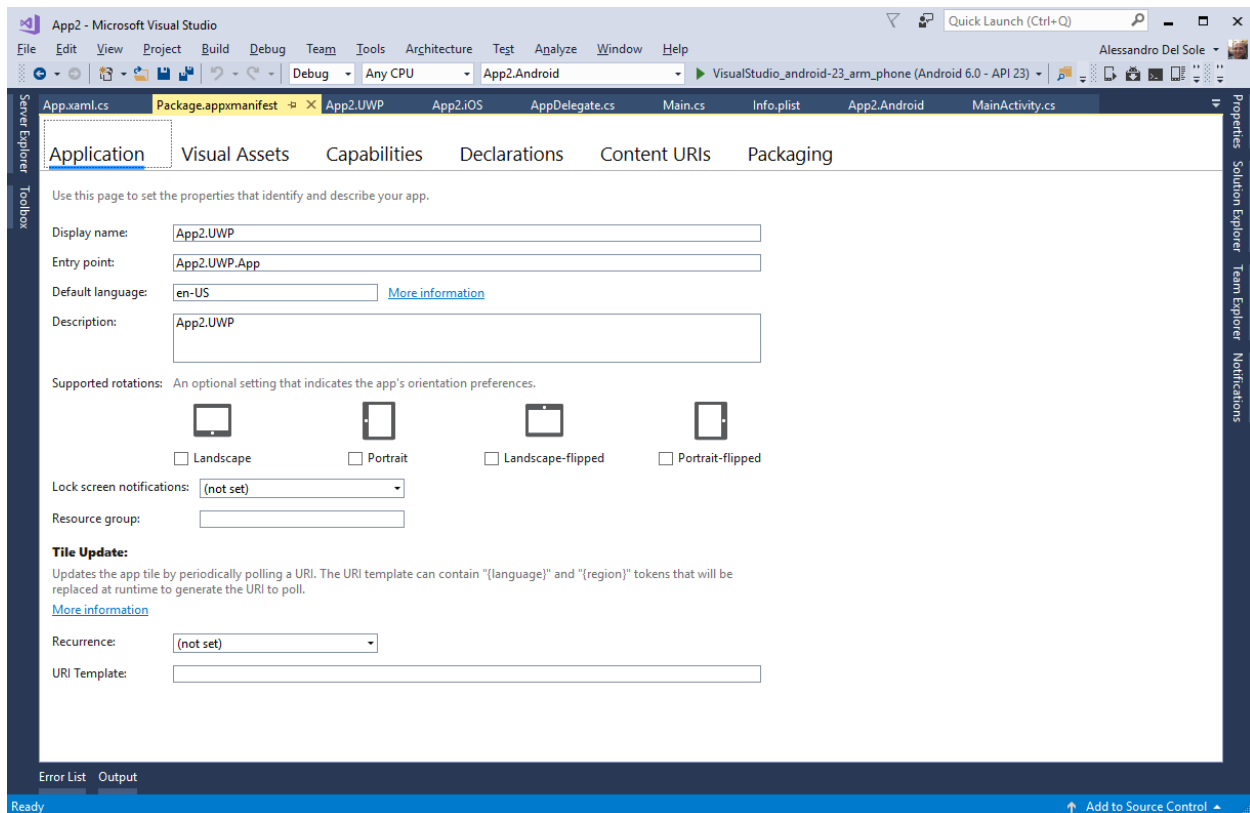 App2 - Microsoft Visual Studio
Quick Launch (Ctrl+Q)
File Edit View Project Build Debug Team Tools Architecture Test Analyze Window Help
Alessandro Del Sole
Debug Any CPU App2.Android VisualStudio_android-23_arm_phone (Android 6.0 - API 23)
Server Explorer
Toolbox
App.xaml.cs Package.appxmanifest App2.UWP App2.iOS AppDelegate.cs Main.cs Info.plist App2.Android MainActivity.cs
Application Visual Assets Capabilities Declarations Content URIs Packaging
Use this page to set the properties that identify and describe your app.
Display name: App2.UWP
Entry point: App2.UWP.App
Default language: en-US More information
Description: App2.UWP
Supported rotations: An optional setting that indicates the app's orientation preferences.
Landscape Portrait Landscape-flipped Portrait-flipped
Lock screen notifications: (not set)
Resource group:
Tile Update:
Updates the app tile by periodically polling a URI. The URI template can contain "{language}" and "{region}" tokens that will be
replaced at runtime to generate the URI to poll.
More information
Recurrence: (not set)
URI Template:
Properties
Solution Explorer
Team Explorer
Notifications
Error List Output
Ready
Add to Source Control